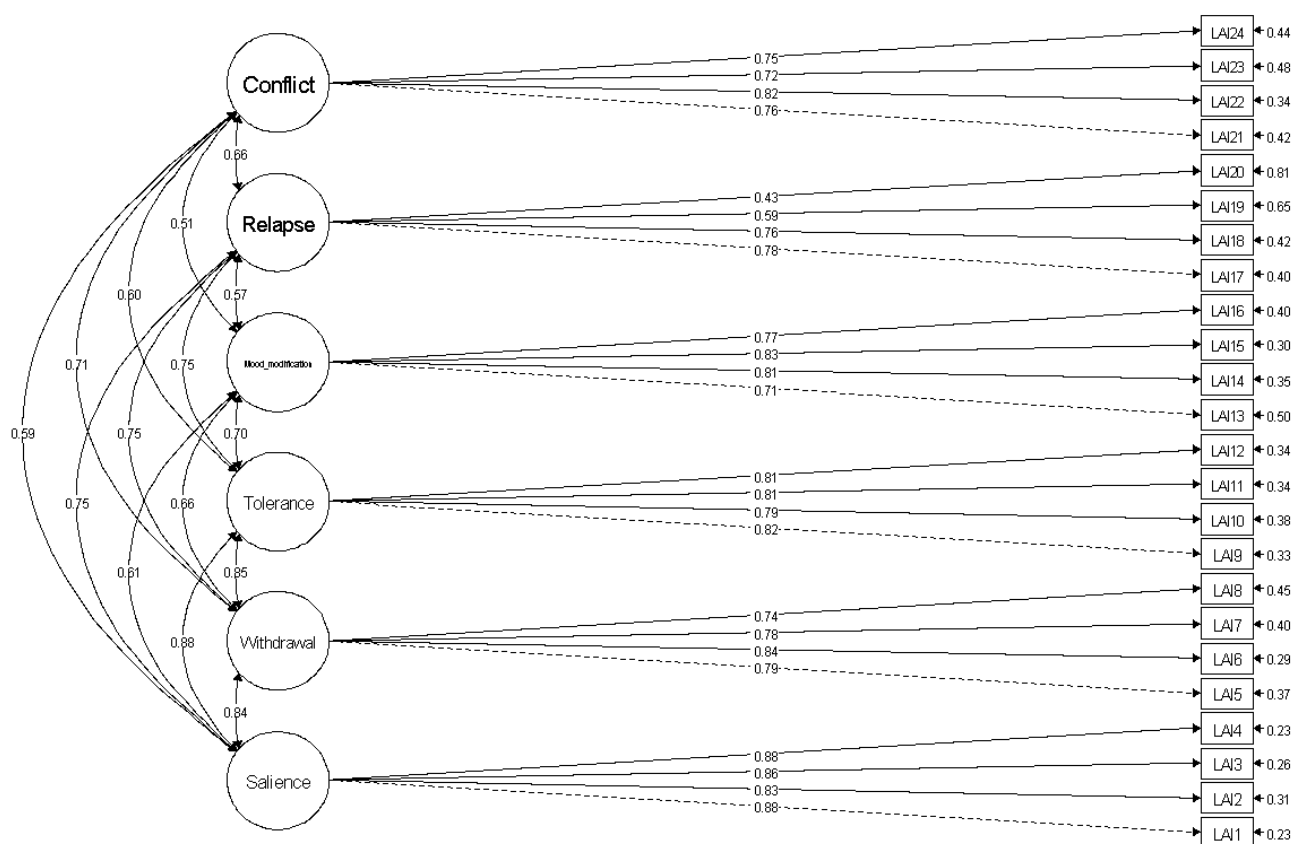 LAI24 0.44
0.75
LAI23 0.48
0.72
Conflict
0.82
LAI22 0.34
0.76
LAI21 0.42
0.66
LAI20 0.81
0.43
LAI19 0.65
0.59
Relapse
0.51
0.76
LAI18 0.42
0.78
LAI17 0.40
0.60
0.57
LAI16 0.40
0.77
LAI15 0.30
0.83
Mood_modification
0.71
0.75
0.81
LAI14 0.35
0.71
LAI13 0.50
0.59
0.75
0.70
LAI12 0.34
0.81
LAI11 0.34
0.81
Tolerance
0.75
0.66
0.79
LAI10 0.38
0.82
LAI9 0.33
0.61
0.85
LAI8 0.45
0.74
LAI7 0.40
0.78
Withdrawal
0.88
0.84
LAI6 0.29
0.79
LAI5 0.37
0.84
LAI4 0.23
0.88
LAI3 0.26
0.86
Salience
0.83
LAI2 0.31
0.88
LAI1 0.23